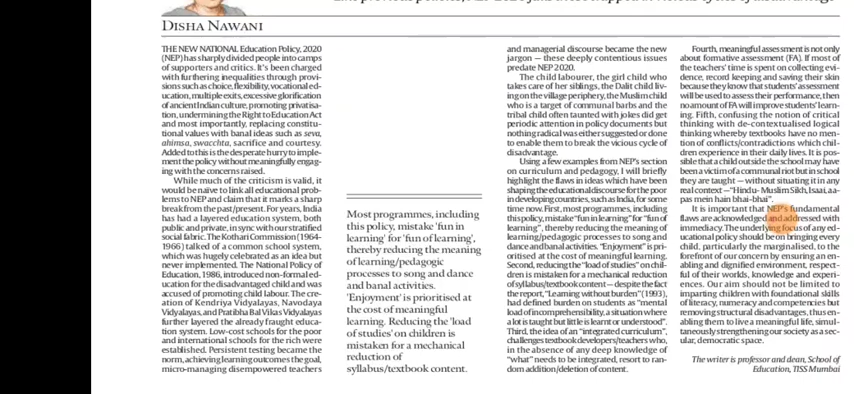 DISHA NAWANI
THE NEW NATIONAL Education Policy, 2020
(NEP) has sharply divided people into camps
of supporters and critics. It's been charged
with furthering inequalities through provi-
sions such as choice, flexibility, vocational ed-
ucation, multiple exits, excessive glorification
of ancient Indian culture, promoting privatisa-
tion, undermining the Right to Education Act
and most importantly, replacing constitu-
tional values with banal ideas such as seva,
ahimsa, swacchta, sacrifice and courtesy.
Added to this is the desperate hurry to imple-
ment the policy without meaningfully engag-
ing with the concerns raised.
While much of the criticism is valid, it
would be naive to link all educational prob-
lems to NEP and claim that it marks a sharp
break from the past/present. For years, India
has had a layered education system, both
public and private, in sync with our stratified
social fabric. The Kothari Commission (1964-
1966) talked of a common school system,
which was hugely celebrated as an idea but
never implemented. The National Policy of
Education, 1986, introduced non-formal ed-
ucation for the disadvantaged child and was
accused of promoting child labour. The cre-
ation of Kendriya Vidyalayas, Navodaya
Vidyalayas, and Pratibha Bal Vikas Vidyalayas
further layered the already fraught educa-
tion system. Low-cost schools for the poor
and international schools for the rich were
established. Persistent testing became the
norm, achieving learning outcomes the goal,
micro-managing disempowered teachers
Most programmes, including
this policy, mistake 'fun in
learning' for 'fun of learning',
thereby reducing the meaning
of learning/pedagogic
processes to song and dance
and banal activities.
'Enjoyment' is prioritised at
the cost of meaningful
learning. Reducing the 'load
of studies' on children is
mistaken for a mechanical
reduction of
syllabus/textbook content.
and managerial discourse became the new
jargon — these deeply contentious issues
predate NEP 2020.
The child labourer, the girl child who
takes care of her siblings, the Dalit child liv-
ing on the village periphery, the Muslim child
who is a target of communal barbs and the
tribal child often taunted with jokes did get
periodic attention in policy documents but
nothing radical was either suggested or done
to enable them to break the vicious cycle of
disadvantage.
Using a few examples from NEP's section
on curriculum and pedagogy, I will briefly
highlight the flaws in ideas which have been
shaping the educational discourse for the poor
in developing countries, such as India, for some
time now. First, most programmes, including
this policy, mistake "fun in learning" for "fun of
learning", thereby reducing the meaning of
learning/pedagogic processes to song and
dance and banal activities. "Enjoyment" is pri-
oritised at the cost of meaningful learning.
Second, reducing the "load of studies" on chil-
dren is mistaken for a mechanical reduction
of syllabus/textbook content — despite the fact
the report, "Learning without burden" (1993),
had defined burden on students as "mental
load of incomprehensibility, a situation where
a lot is taught but little is learnt or understood".
Third, the idea of an "integrated curriculum",
challenges textbook developers/teachers who,
in the absence of any deep knowledge of
"what" needs to be integrated, resort to ran-
dom addition/deletion of content.
Fourth, meaningful assessment is not only
about formative assessment (FA). If most of
the teachers' time is spent on collecting evi-
dence, record keeping and saving their skin
because they know that students' assessment
will be used to assess their performance, then
no amount of FA will improve students' learn-
ing. Fifth, confusing the notion of critical
thinking with de-contextualised logical
thinking whereby textbooks have no men-
tion of conflicts/contradictions which chil-
dren experience in their daily lives. It is pos-
sible that a child outside the school may have
been a victim of a communal riot but in school
they are taught — without situating it in any
real context — "Hindu- Muslim Sikh, Isaai, aa-
pas mein hain bhai-bhai".
It is important that NEP's fundamental
flaws are acknowledged and addressed with
immediacy. The underlying focus of any ed-
ucational policy should be on bringing every
child, particularly the marginalised, to the
forefront of our concern by ensuring an en-
abling and dignified environment, respect-
ful of their worlds, knowledge and experi-
ences. Our aim should not be limited to
imparting children with foundational skills
of literacy, numeracy and competencies but
removing structural disadvantages, thus en-
abling them to live a meaningful life, simul-
taneously strengthening our society as a sec-
ular, democratic space.
The writer is professor and dean, School of
Education, TISS Mumbai